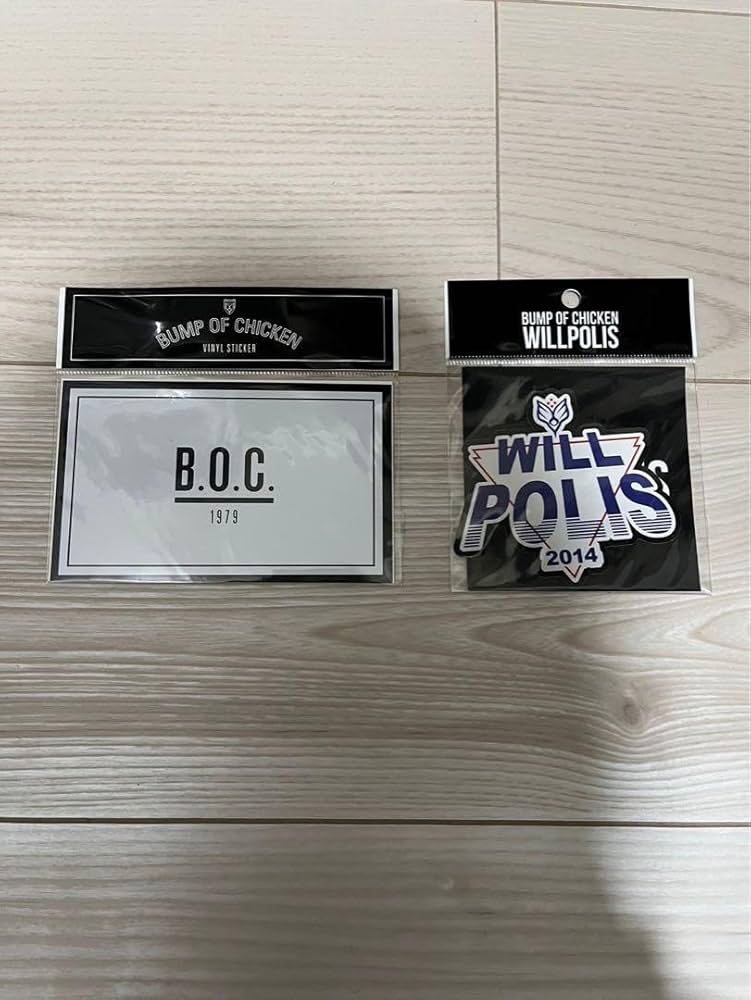 BUMP OF CHICKEN
VINYL STICKER
B.O.C.
1979
BUMP OF CHICKEN
WILLPOLIS
WILL
POLIS
2014